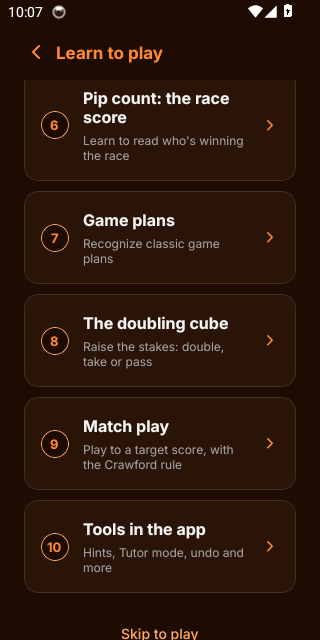 10:07
Learn to play
6
Pip count: the race
score
Learn to read who's winning
the race
7
Game plans
Recognize classic game
plans
8
The doubling cube
Raise the stakes: double,
take or pass
9
Match play
Play to a target score, with
the Crawford rule
10
Tools in the app
Hints, Tutor mode, undo and
more
Skip to play